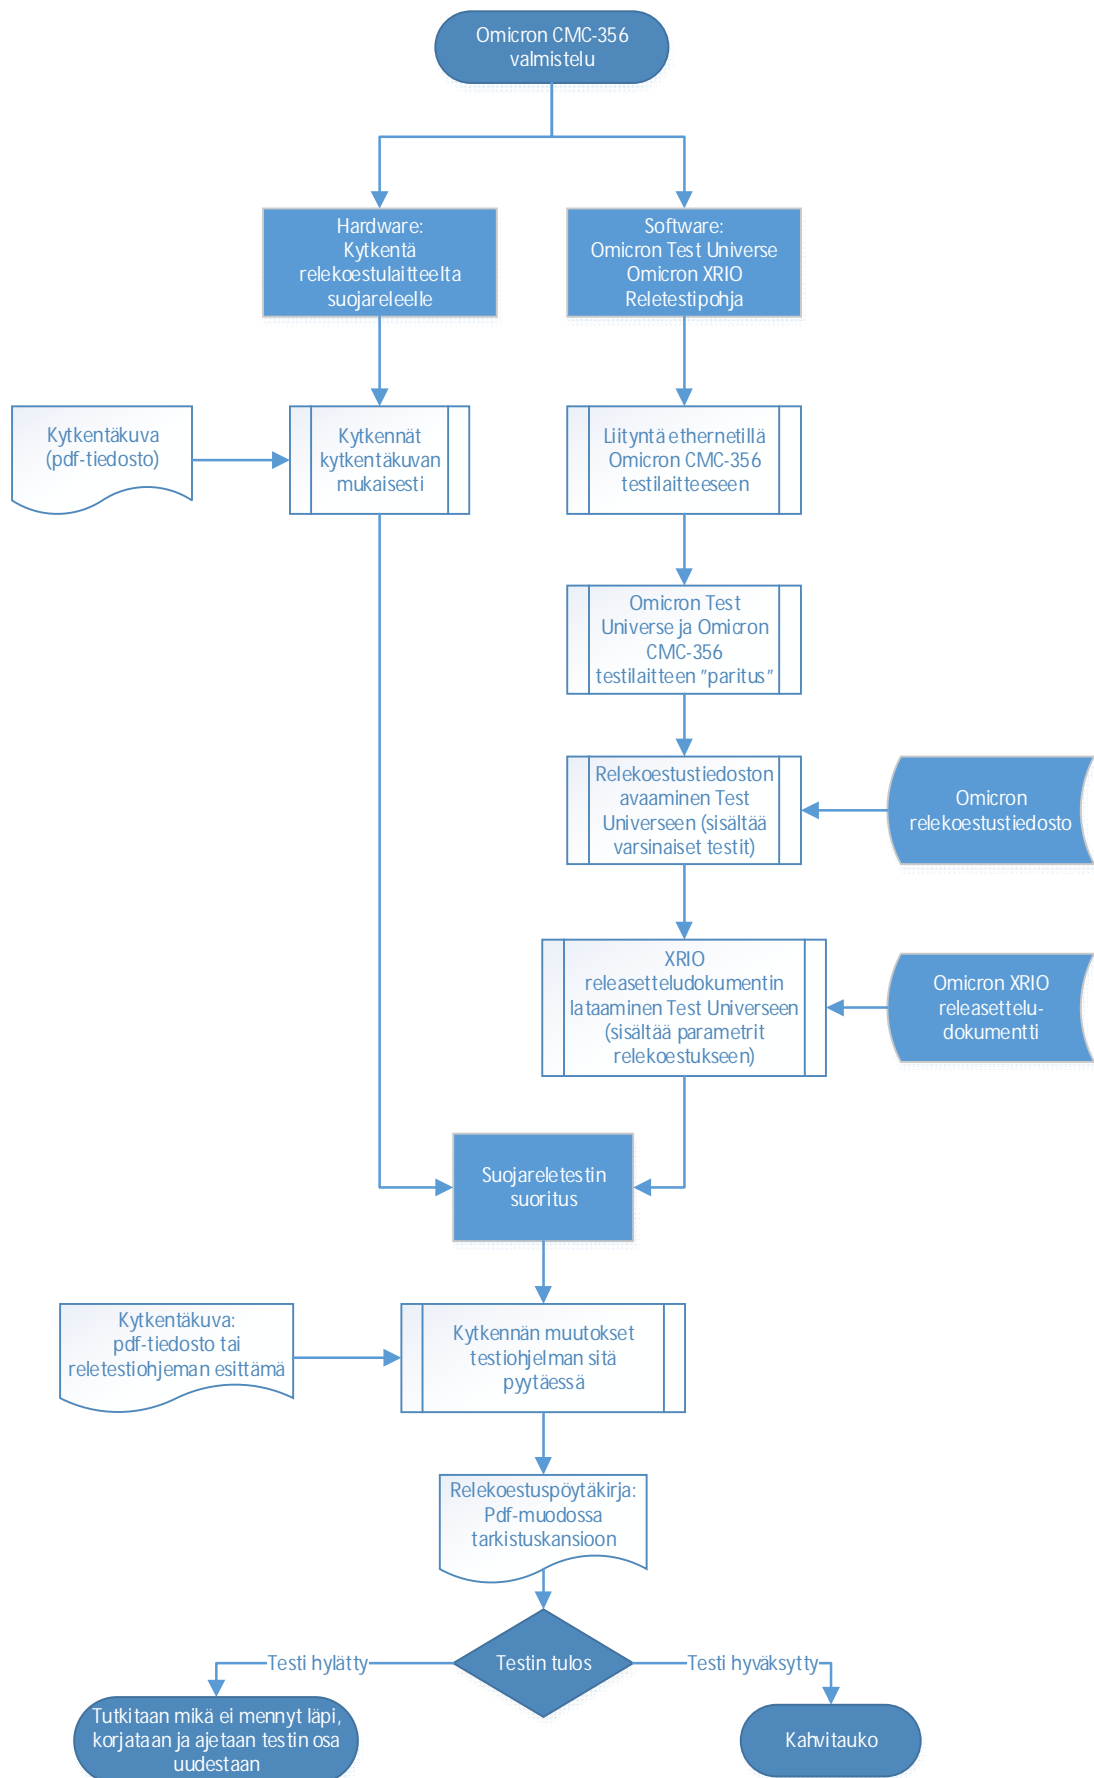 Omicron CMC-356
valmistelu
Hardware:
Kytkentä
relekoestulaitteelta
suojareleelle
Software:
Omicron Test Universe
Omicron XRIO
Reletestipohja
Kytkentäkuva
(pdf-tiedosto)
Kytkennät
kytkentäkuvan
mukaisesti
Liityntä ethernetillä
Omicron CMC-356
testilaitteeseen
Omicron Test
Universe ja Omicron
CMC-356
testilaitteen ”paritus”
Relekoestustiedoston
avaaminen Test
Universeen (sisältää
varsinaiset testit)
Omicron
relekoestustiedosto
XRIO
releasetteludokumentin
lataaminen Test Universeen
(sisältää parametrit
relekoestukseen)
Omicron XRIO
releasettelu-
dokumentti
Suojareletestin
suoritus
Kytkentäkuva:
pdf-tiedosto tai
reletestiohjeman esittämä
Kytkennän muutokset
testiohjelman sitä
pyytäessä
Relekoestuspöytäkirja:
Pdf-muodossa
tarkistuskansioon
Testin tulos
Testi hylätty
Testi hyväksytty
Tutkitaan mikä ei mennyt läpi,
korjataan ja ajetaan testin osa
uudestaan
Kahvitauko